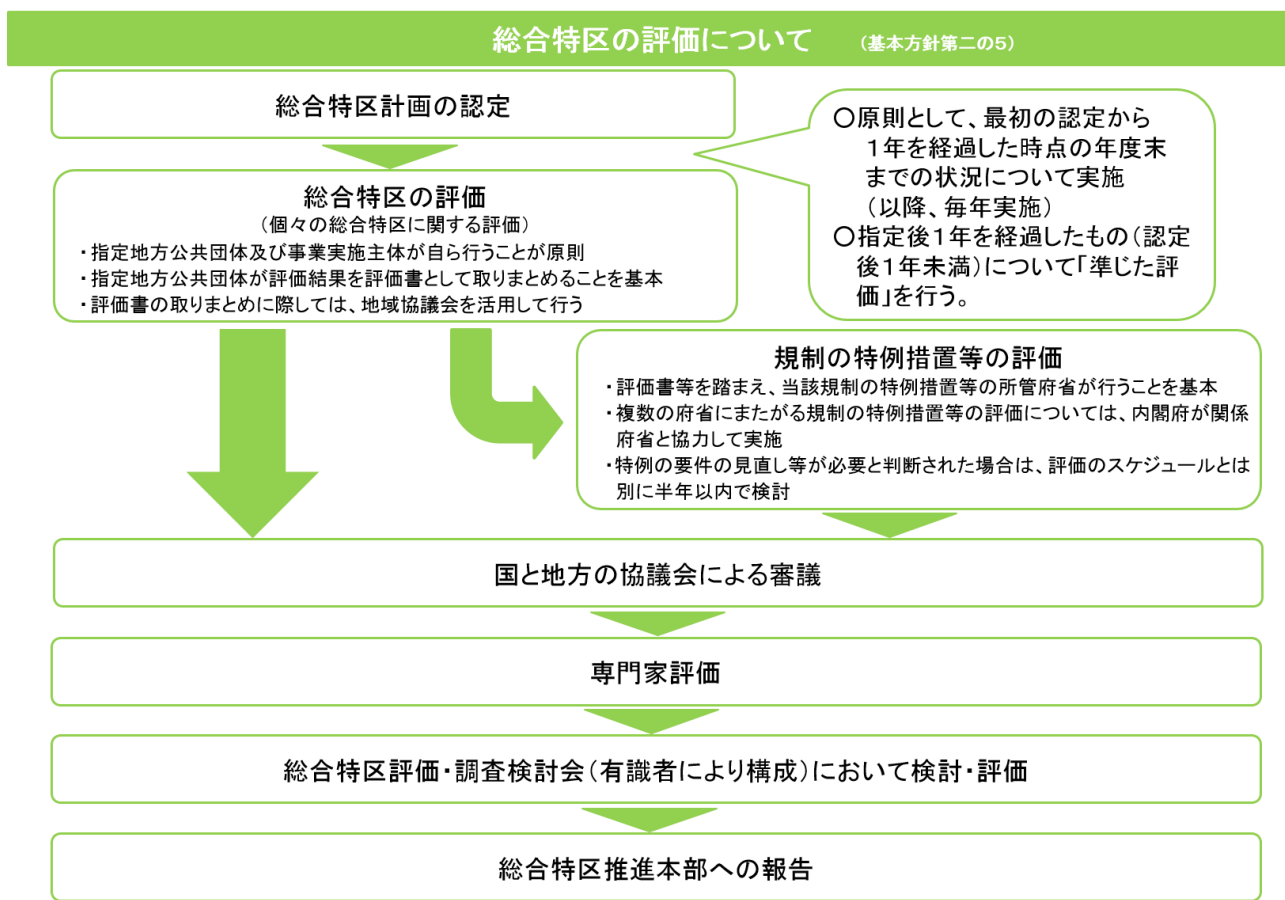 総合特区の評価について (基本方針第二の5)
総合特区計画の認定
○原則として、最初の認定から
1年を経過した時点の年度末
までの状況について実施
(以降、毎年実施)
○指定後1年を経過したもの(認定
後1年未満)について「準じた評
価」を行う。
総合特区の評価
(個々の総合特区に関する評価)
・指定地方公共団体及び事業実施主体が自ら行うことが原則
・指定地方公共団体が評価結果を評価書として取りまとめることを基本
・評価書の取りまとめに際しては、地域協議会を活用して行う
規制の特例措置等の評価
・評価書等を踏まえ、当該規制の特例措置等の所管府省が行うことを基本
・複数の府省にまたがる規制の特例措置等の評価については、内閣府が関係
府省と協力して実施
・特例の要件の見直し等が必要と判断された場合は、評価のスケジュールとは
別に半年以内で検討
国と地方の協議会による審議
専門家評価
総合特区評価・調査検討会(有識者により構成)において検討・評価
総合特区推進本部への報告